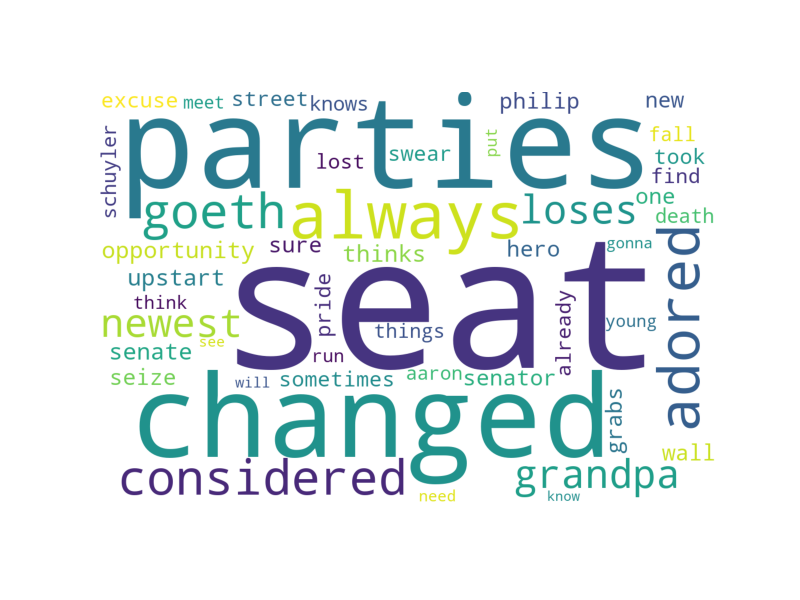 excuse meet street knows philip new
parties
schuyler lost swear put fall took find
goeth always loses one death
opportunity sure thinks hero gonna
upstart seat adored
think pride things already young
newest
senate see run
seize will sometimes aaron senator
changed grabs
considered grandpa wall
need know